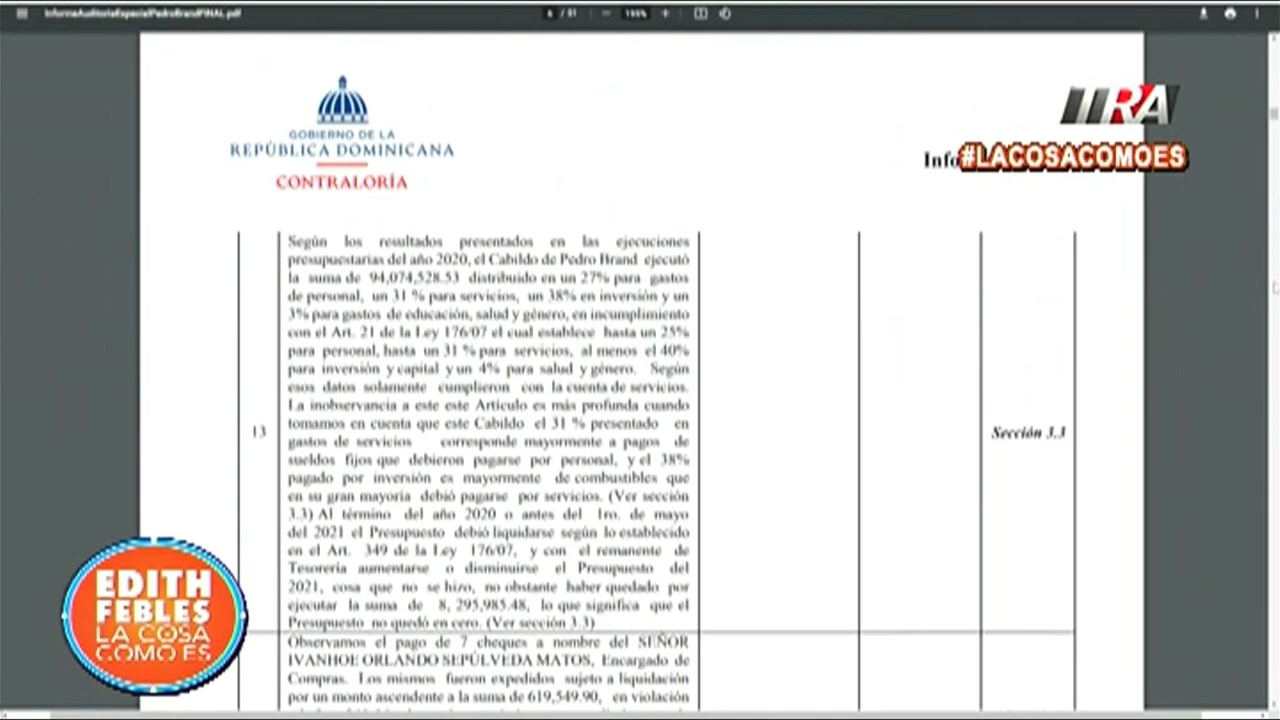 InformeAuditoriaEspecialPedroBrandFINAL.pdf
6 / 31
150%
GOBIERNO DE LA
REPÚBLICA DOMINICANA
CONTRALORÍA
TRA
Info
#LACOSACOMOES
Según los resultados presentados en las ejecuciones
presupuestarias del año 2020, el Cabildo de Pedro Brand ejecutó
la suma de 94,074,528.53 distribuido en un 27% para gastos
de personal, un 31 % para servicios, un 38% en inversión y un
3% para gastos de educación, salud y género, en incumplimiento
con el Art. 21 de la Ley 176/07 el cual establece hasta un 25%
para personal, hasta un 31 % para servicios, al menos el 40%
para inversión y capital y un 4% para salud y género. Según
esos datos solamente cumplieron con la cuenta de servicios.
La inobservancia a este este Artículo es más profunda cuando
tomamos en cuenta que este Cabildo el 31 % presentado en
gastos de servicios corresponde mayormente a pagos de
sueldos fijos que debieron pagarse por personal, y el 38%
pagado por inversión es mayormente de combustibles que
en su gran mayoría debió pagarse por servicios. (Ver sección
3.3) Al término del año 2020 o antes del 1ro. de mayo
del 2021 el Presupuesto debió liquidarse según lo establecido
en el Art. 349 de la Ley 176/07, y con el remanente de
Tesorería aumentarse o disminuirse el Presupuesto del
2021, cosa que no se hizo, no obstante haber quedado por
ejecutar la suma de 8, 295,985.48, lo que significa que el
Presupuesto no quedó en cero. (Ver sección 3.3)
13
Sección 3.3
Observamos el pago de 7 cheques a nombre del SEÑOR
IVANHOE ORLANDO SEPÚLVEDA MATOS, Encargado de
Compras. Los mismos fueron expedidos sujeto a liquidación
por un monto ascendente a la suma de 619,549.90, en violación
EDITH
FEBLES
LA COSA
COMO ES